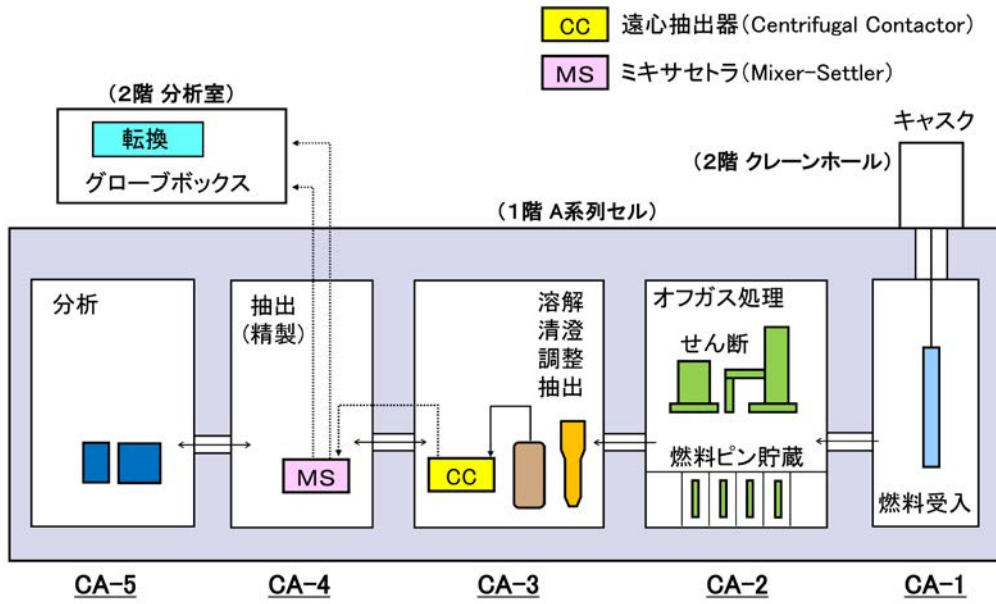 CC 遠心抽出器(Centrifugal Contactor)
MS ミキサセトラ(Mixer-Settler)
(2階 分析室)
転換
グローブボックス
キャスク
(2階 クレーンホール)
(1階 A系列セル)
分析
抽出
(精製)
MS
溶解
清澄
調整
抽出
CC
オフガス処理
せん断
燃料ピン貯蔵
燃料受入
CA-5
CA-4
CA-3
CA-2
CA-1